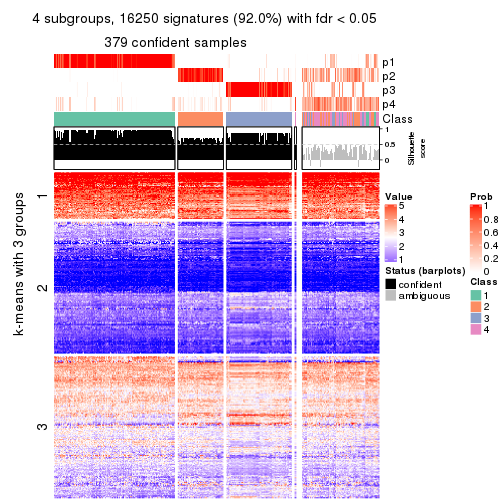 4 subgroups, 16250 signatures (92.0%) with fdr < 0.05
379 confident samples
p1
p2
p3
p4
Class
1
0.5
0
Silhouette
score
k-means with 3 groups
1
2
3
Value
5
4
3
2
1
Status (barplots)
confident
ambiguous
Prob
1
0.8
0.6
0.4
0.2
0
Class
1
2
3
4